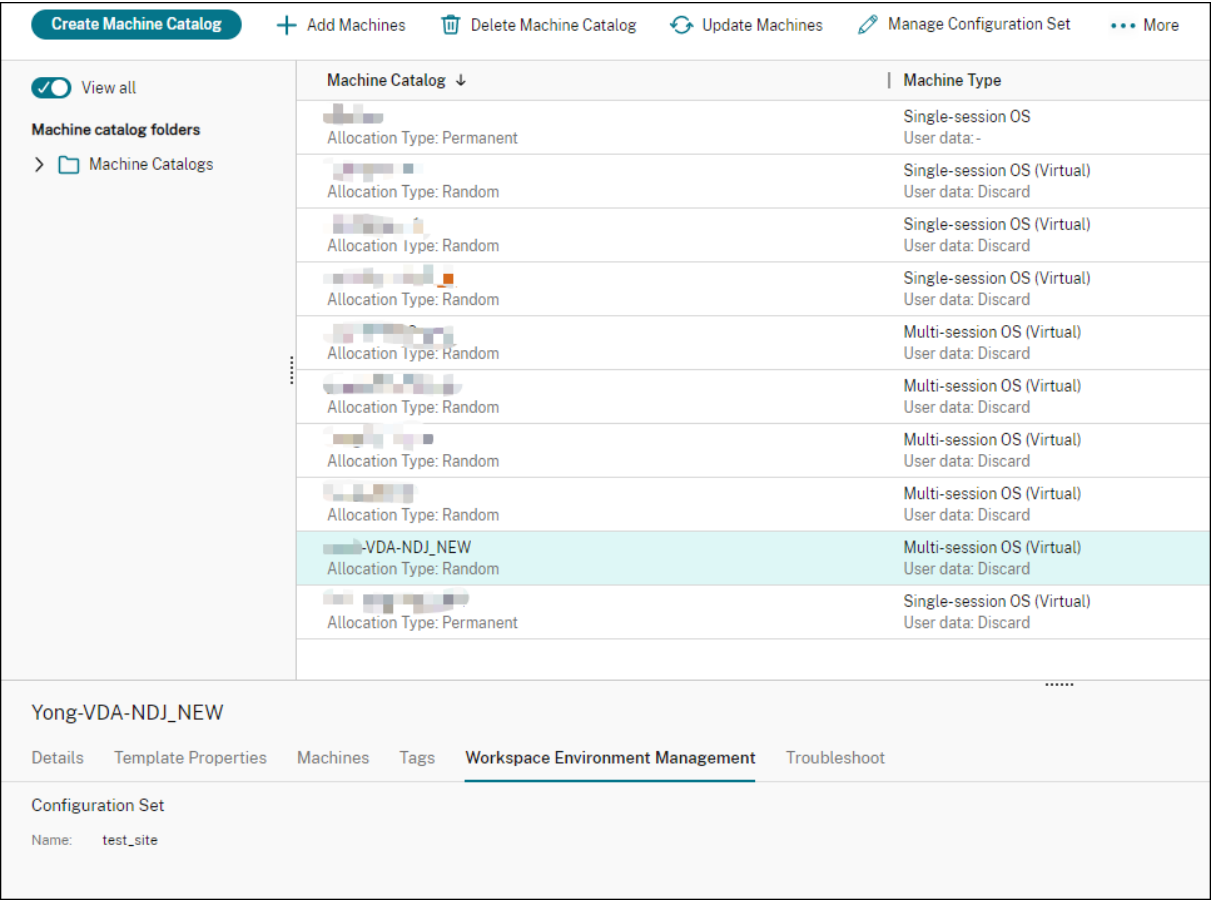 Create Machine Catalog Add Machines Delete Machine Catalog Update Machines Manage Configuration Set More
View all
Machine catalog folders
Machine Catalogs
Machine Catalog ↓ Machine Type
Single-session OS
Allocation Type: Permanent User data:-
Single-session OS (Virtual)
Allocation Type: Random User data: Discard
Single-session OS (Virtual)
Allocation Type: Random User data: Discard
Single-session OS (Virtual)
Allocation Type: Random User data: Discard
Multi-session OS (Virtual)
Allocation Type: Random User data: Discard
Multi-session OS (Virtual)
Allocation Type: Random User data: Discard
Multi-session OS (Virtual)
Allocation Type: Random User data: Discard
Multi-session OS (Virtual)
Allocation Type: Random User data: Discard
-VDA-NDJ_NEW Multi-session OS (Virtual)
Allocation Type: Random User data: Discard
Single-session OS (Virtual)
Allocation Type: Permanent User data: Discard
Yong-VDA-NDJ_NEW
Details Template Properties Machines Tags Workspace Environment Management Troubleshoot
Configuration Set
Name: test_site